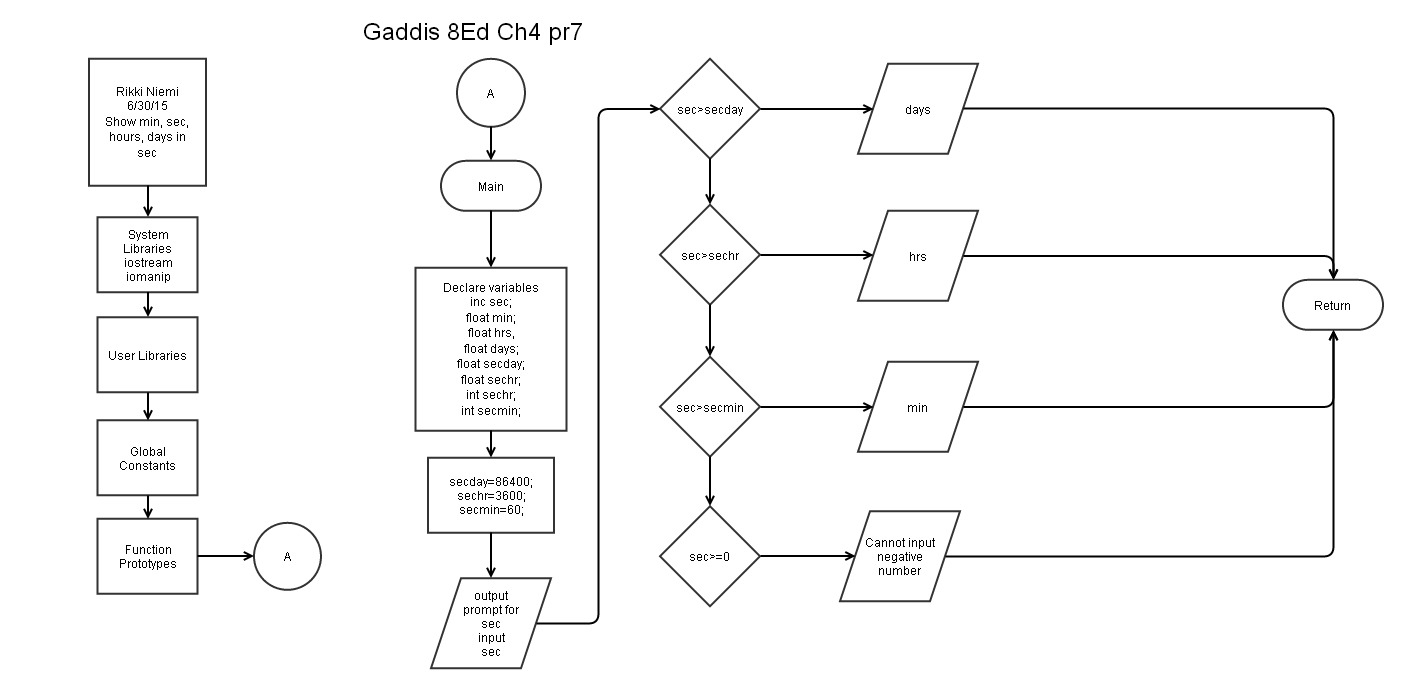 Gaddis 8Ed Ch4 pr7
Rikki Niemi
6/30/15
Show min, sec,
hours, days in
sec
System
Libraries
iostream
iomanip
User Libraries
Global
Constants
Function
Prototypes
A
A
Main
Declare variables
inc sec;
float min;
float hrs,
float days;
float secday;
float sechr;
int sechr;
int secmin;
secday=86400;
sechr=3600;
secmin=60;
output
prompt for
sec
input
sec
sec>secday
days
sec>sechr
hrs
sec>secmin
min
sec>=0
Cannot input
negative
number
Return